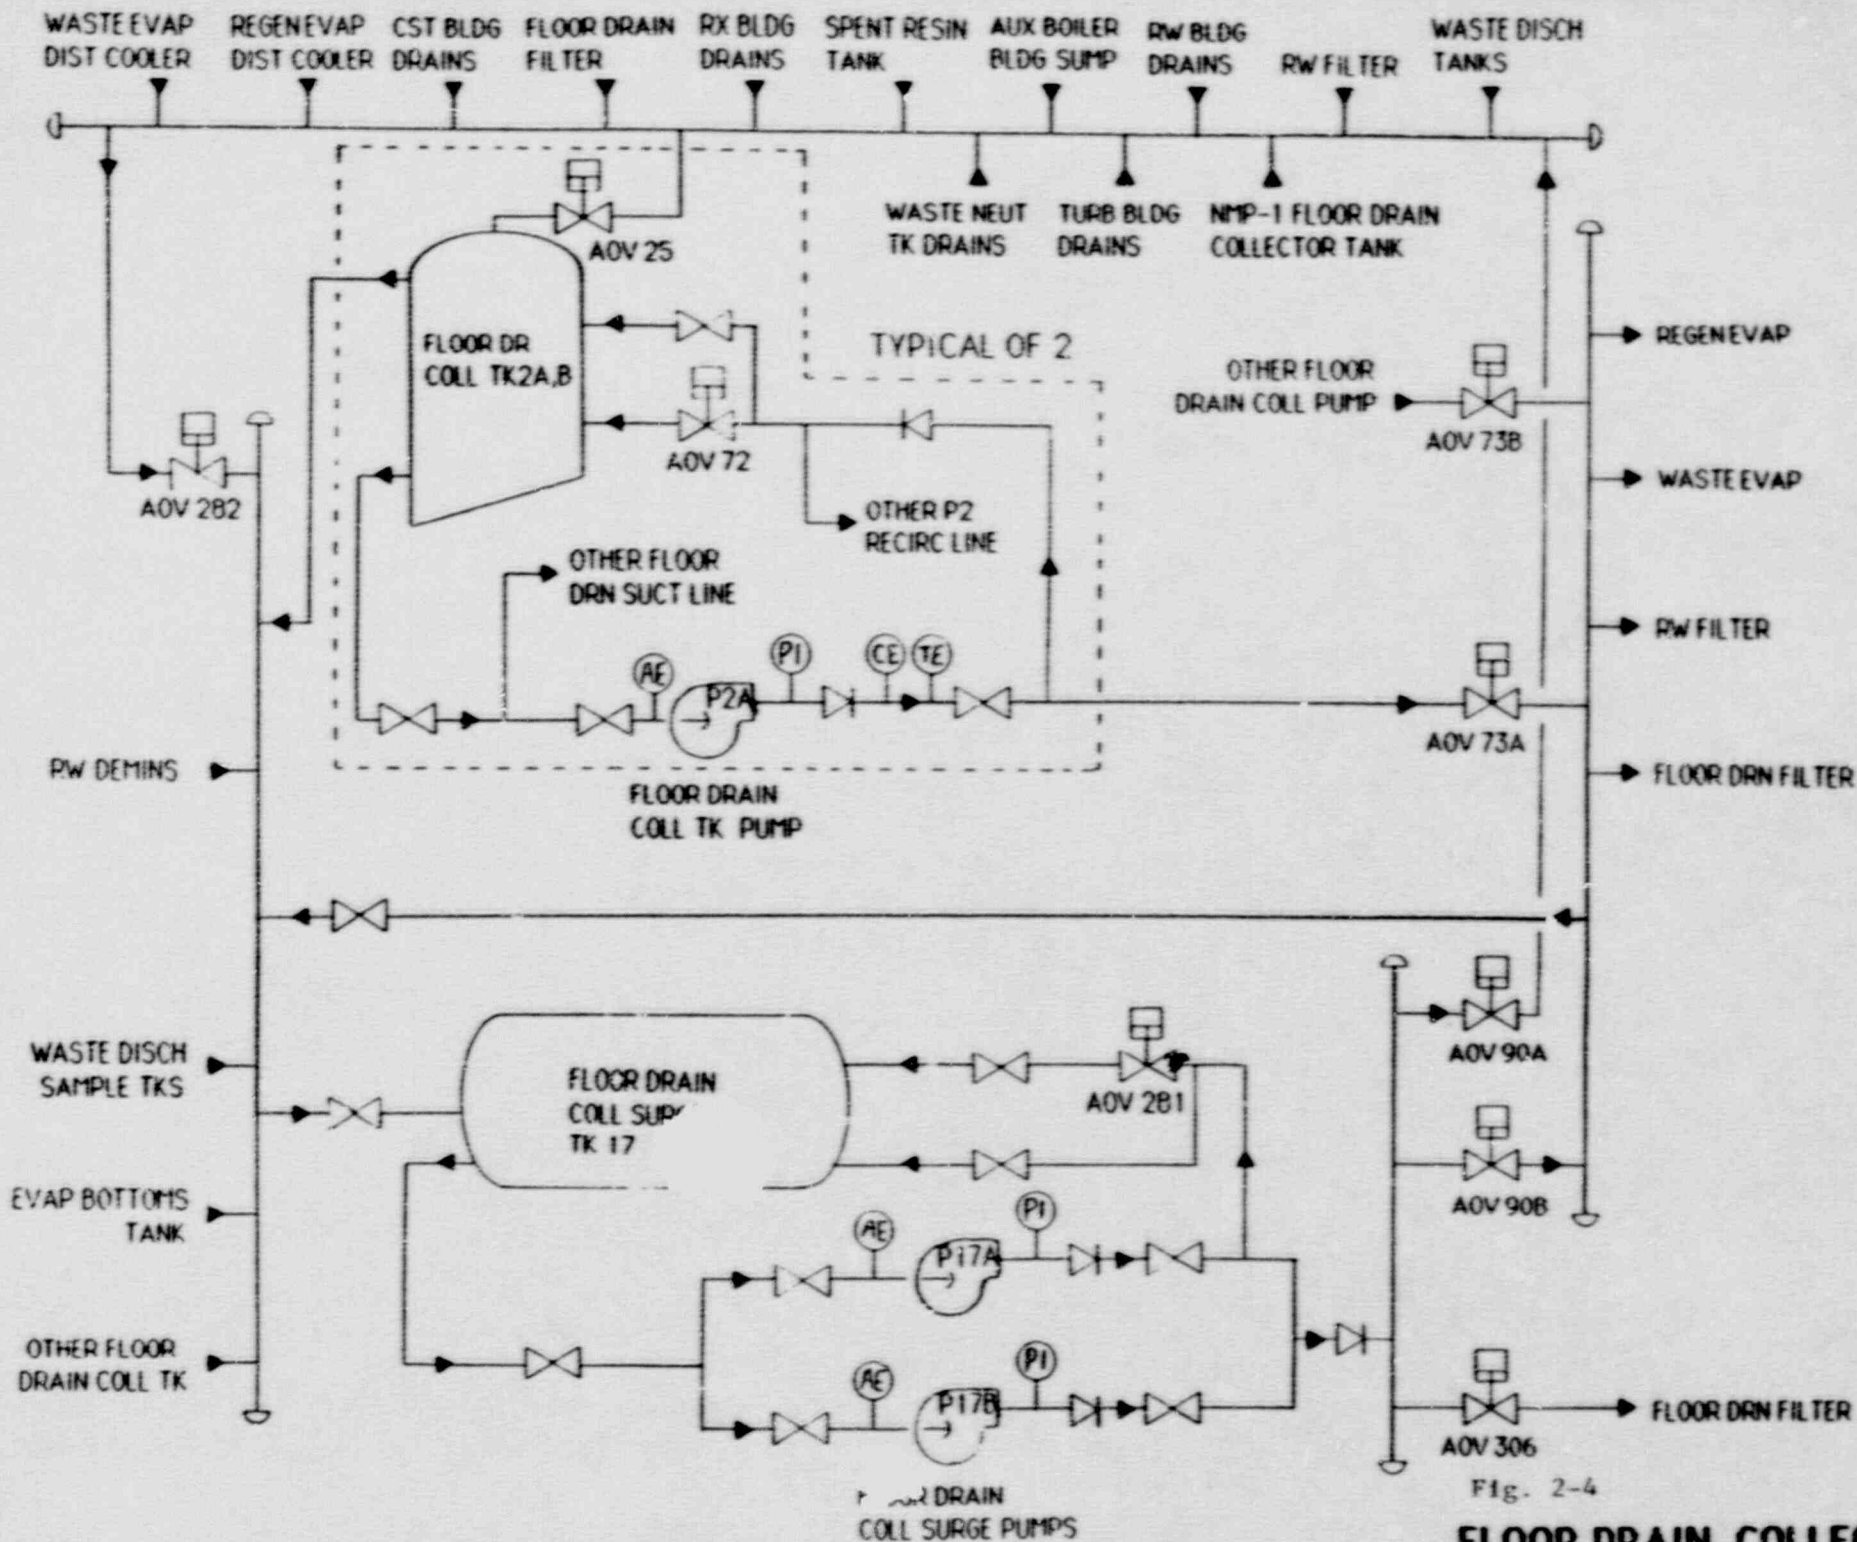 WASTE EVAP
DIST COOLER
REGEN EVAP
DIST COOLER
CST BLDG
DRAINS
FLOOR DRAIN
FILTER
RX BLDG
DRAINS
SPENT RESIN
TANK
AUX BOILER
BLDG SUMP
RW BLDG
DRAINS
RW FILTER
WASTE DISCH
TANKS
WASTE NEUT
TK DRAINS
TURB BLDG
DRAINS
NMP-1 FLOOR DRAIN
COLLECTOR TANK
AOV 25
FLOOR DR
COLL TK2A,B
TYPICAL OF 2
OTHER FLOOR
DRAIN COLL PUMP
AOV 73B
REGEN EVAP
AOV 72
WASTE EVAP
AOV 282
OTHER P2
RECIRC LINE
OTHER FLOOR
DRN SUCT LINE
RW FILTER
AE
P2A
PI
CE
TE
AOV 73A
RW DEMINS
FLOOR DRN FILTER
FLOOR DRAIN
COLL TK PUMP
WASTE DISCH
SAMPLE TKS
FLOOR DRAIN
COLL
TK 17
AOV 281
AOV 90A
EVAP BOTTOMS
TANK
AOV 90B
AE
P17A
PI
OTHER FLOOR
DRAIN COLL TK
AE
P17B
PI
FLOOR DRN FILTER
AOV 306
DRAIN
COLL SURGE PUMPS
Fig. 2-4
FLOOR DRAIN